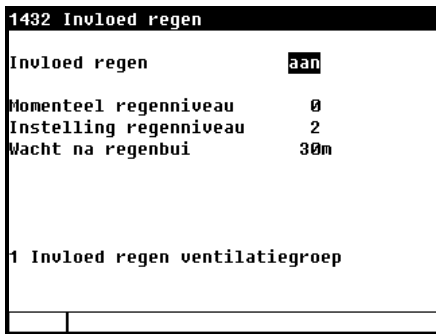 1432 Invloed regen
Invloed regen aan
Momenteel regenniveau 0
Instelling regenniveau 2
Wacht na regenbui 30m
1 Invloed regen ventilatiegroep